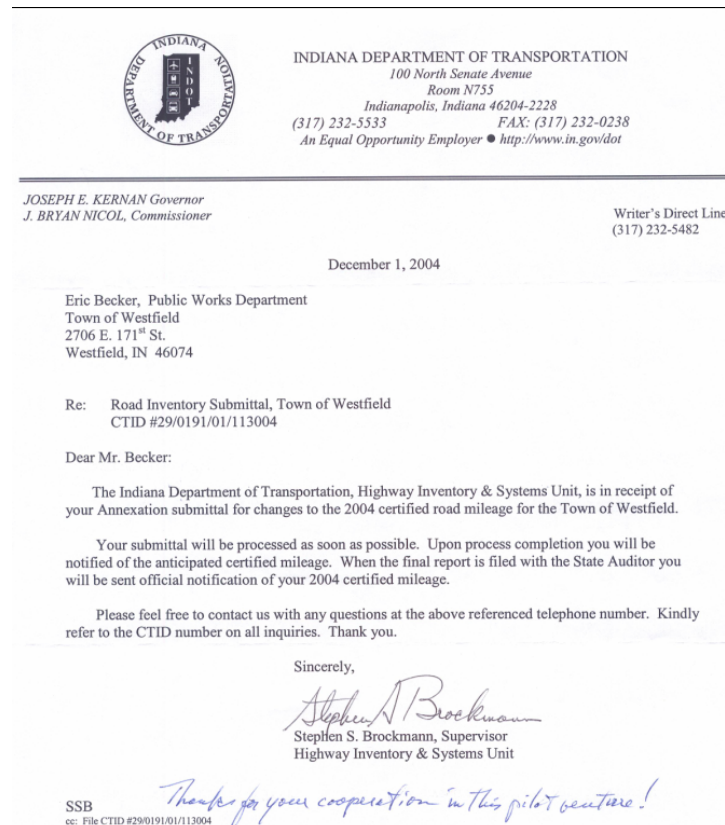 INDIANA DEPARTMENT OF TRANSPORTATION
INDOT
INDIANA DEPARTMENT OF TRANSPORTATION
100 North Senate Avenue
Room N755
Indianapolis, Indiana 46204-2228
(317) 232-5533 FAX: (317) 232-0238
An Equal Opportunity Employer ● http://www.in.gov/dot
JOSEPH E. KERNAN Governor
J. BRYAN NICOL, Commissioner
Writer's Direct Line
(317) 232-5482
December 1, 2004
Eric Becker, Public Works Department
Town of Westfield
2706 E. 171st St.
Westfield, IN 46074
Re: Road Inventory Submittal, Town of Westfield
CTID #29/0191/01/113004
Dear Mr. Becker:
The Indiana Department of Transportation, Highway Inventory & Systems Unit, is in receipt of
your Annexation submittal for changes to the 2004 certified road mileage for the Town of Westfield.
Your submittal will be processed as soon as possible. Upon process completion you will be
notified of the anticipated certified mileage. When the final report is filed with the State Auditor you
will be sent official notification of your 2004 certified mileage.
Please feel free to contact us with any questions at the above referenced telephone number. Kindly
refer to the CTID number on all inquiries. Thank you.
Sincerely,
Stephen S Brockmann
Stephen S. Brockmann, Supervisor
Highway Inventory & Systems Unit
Thanks for your cooperation in this pilot venture!
SSB
cc: File CTID #29/0191/01/113004